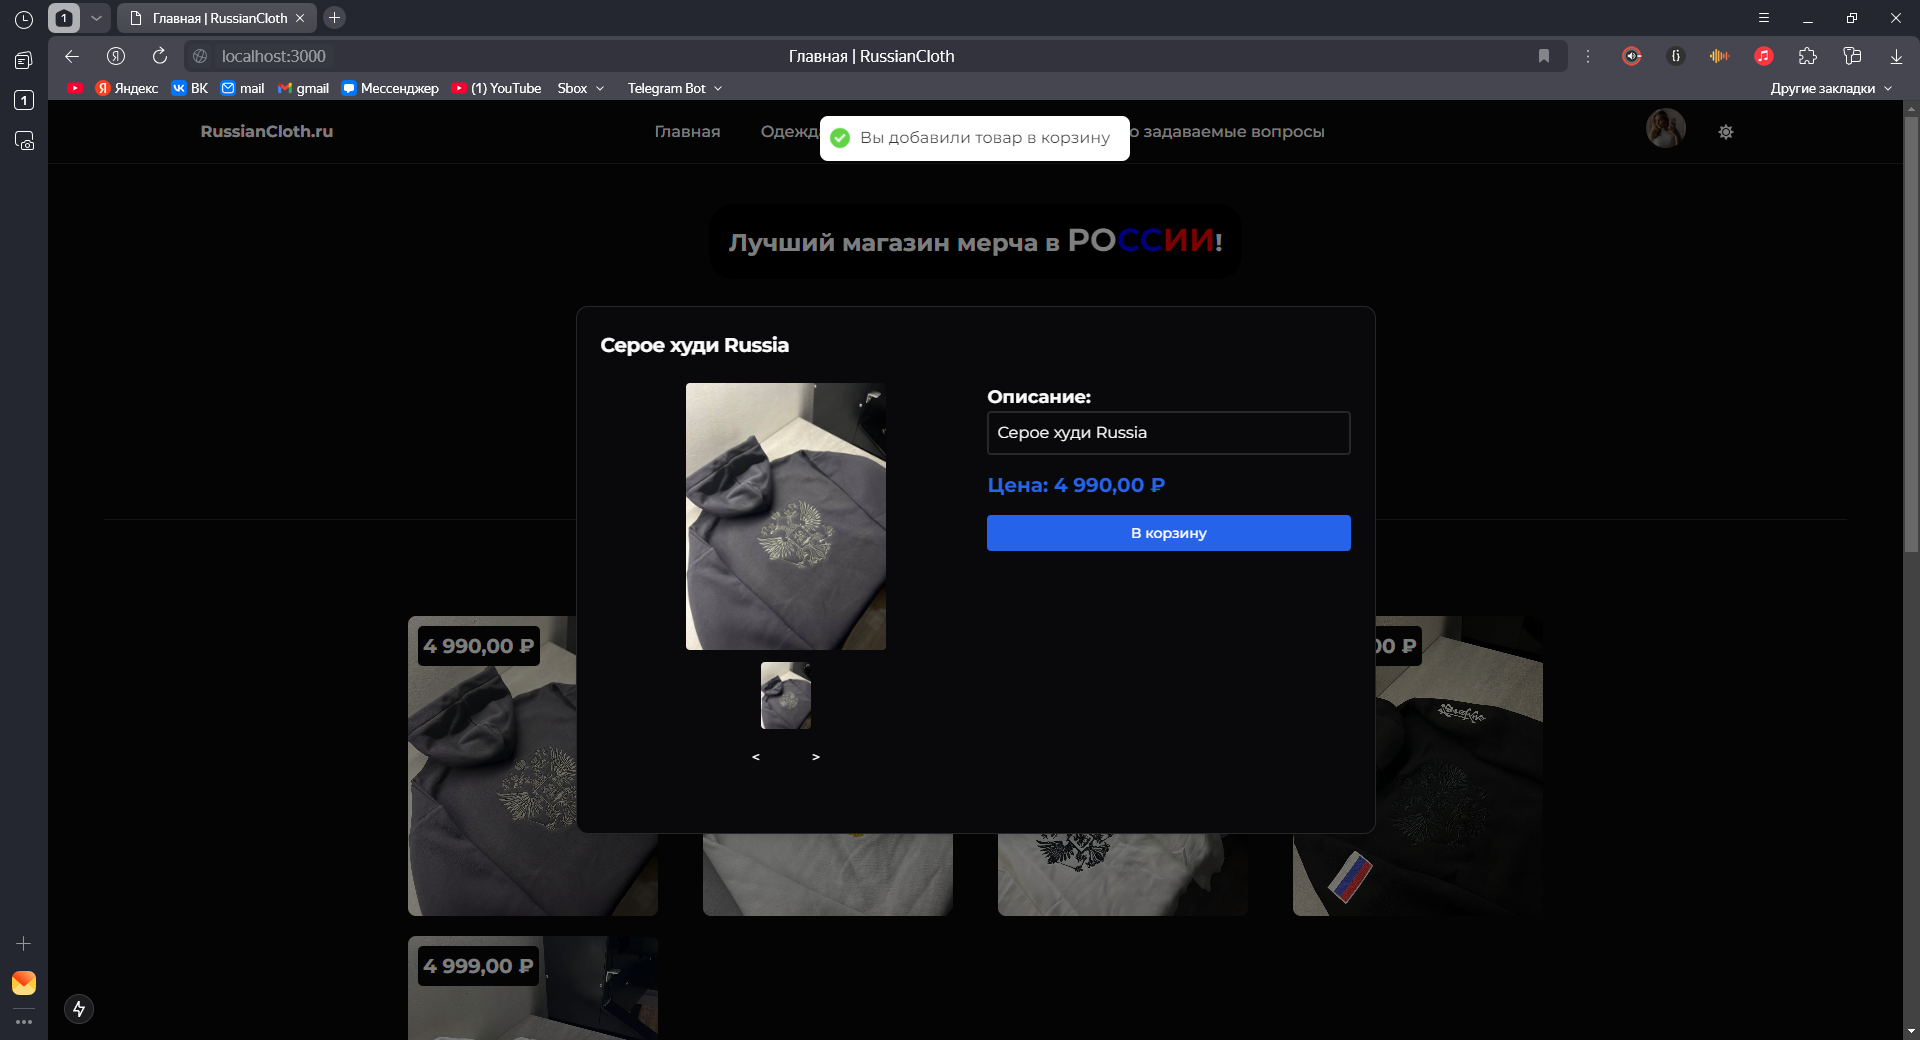 1
Главная | RussianCloth
localhost:3000
Главная | RussianCloth
1
Яндекс
ВК
mail
gmail
Мессенджер
(1) YouTube
Sbox
Telegram Bot
Другие закладки
RussianCloth.ru
Главная
Вы добавили товар в корзину
о задаваемые вопросы
Лучший магазин мерча в РОССИИ!
Серое худи Russia
Описание:
Серое худи Russia
Цена: 4 990,00 ₽
В корзину
< >
4 990,00 ₽
00 ₽
4 999,00 ₽